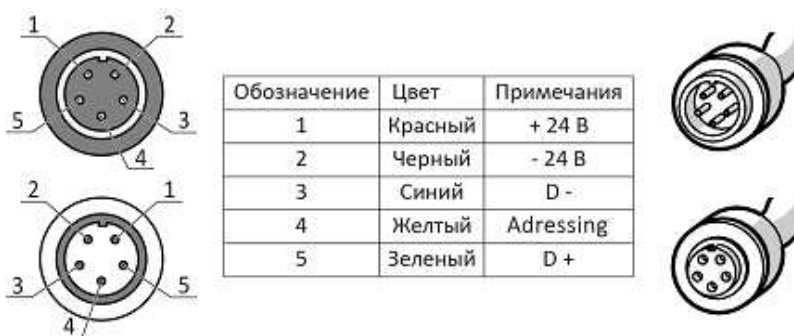 1 2
5 3
4
2 1
3 5
4
Обозначение Цвет Примечания
1 Красный + 24 В
2 Черный - 24 В
3 Синий D -
4 Желтый Adressing
5 Зеленый D +